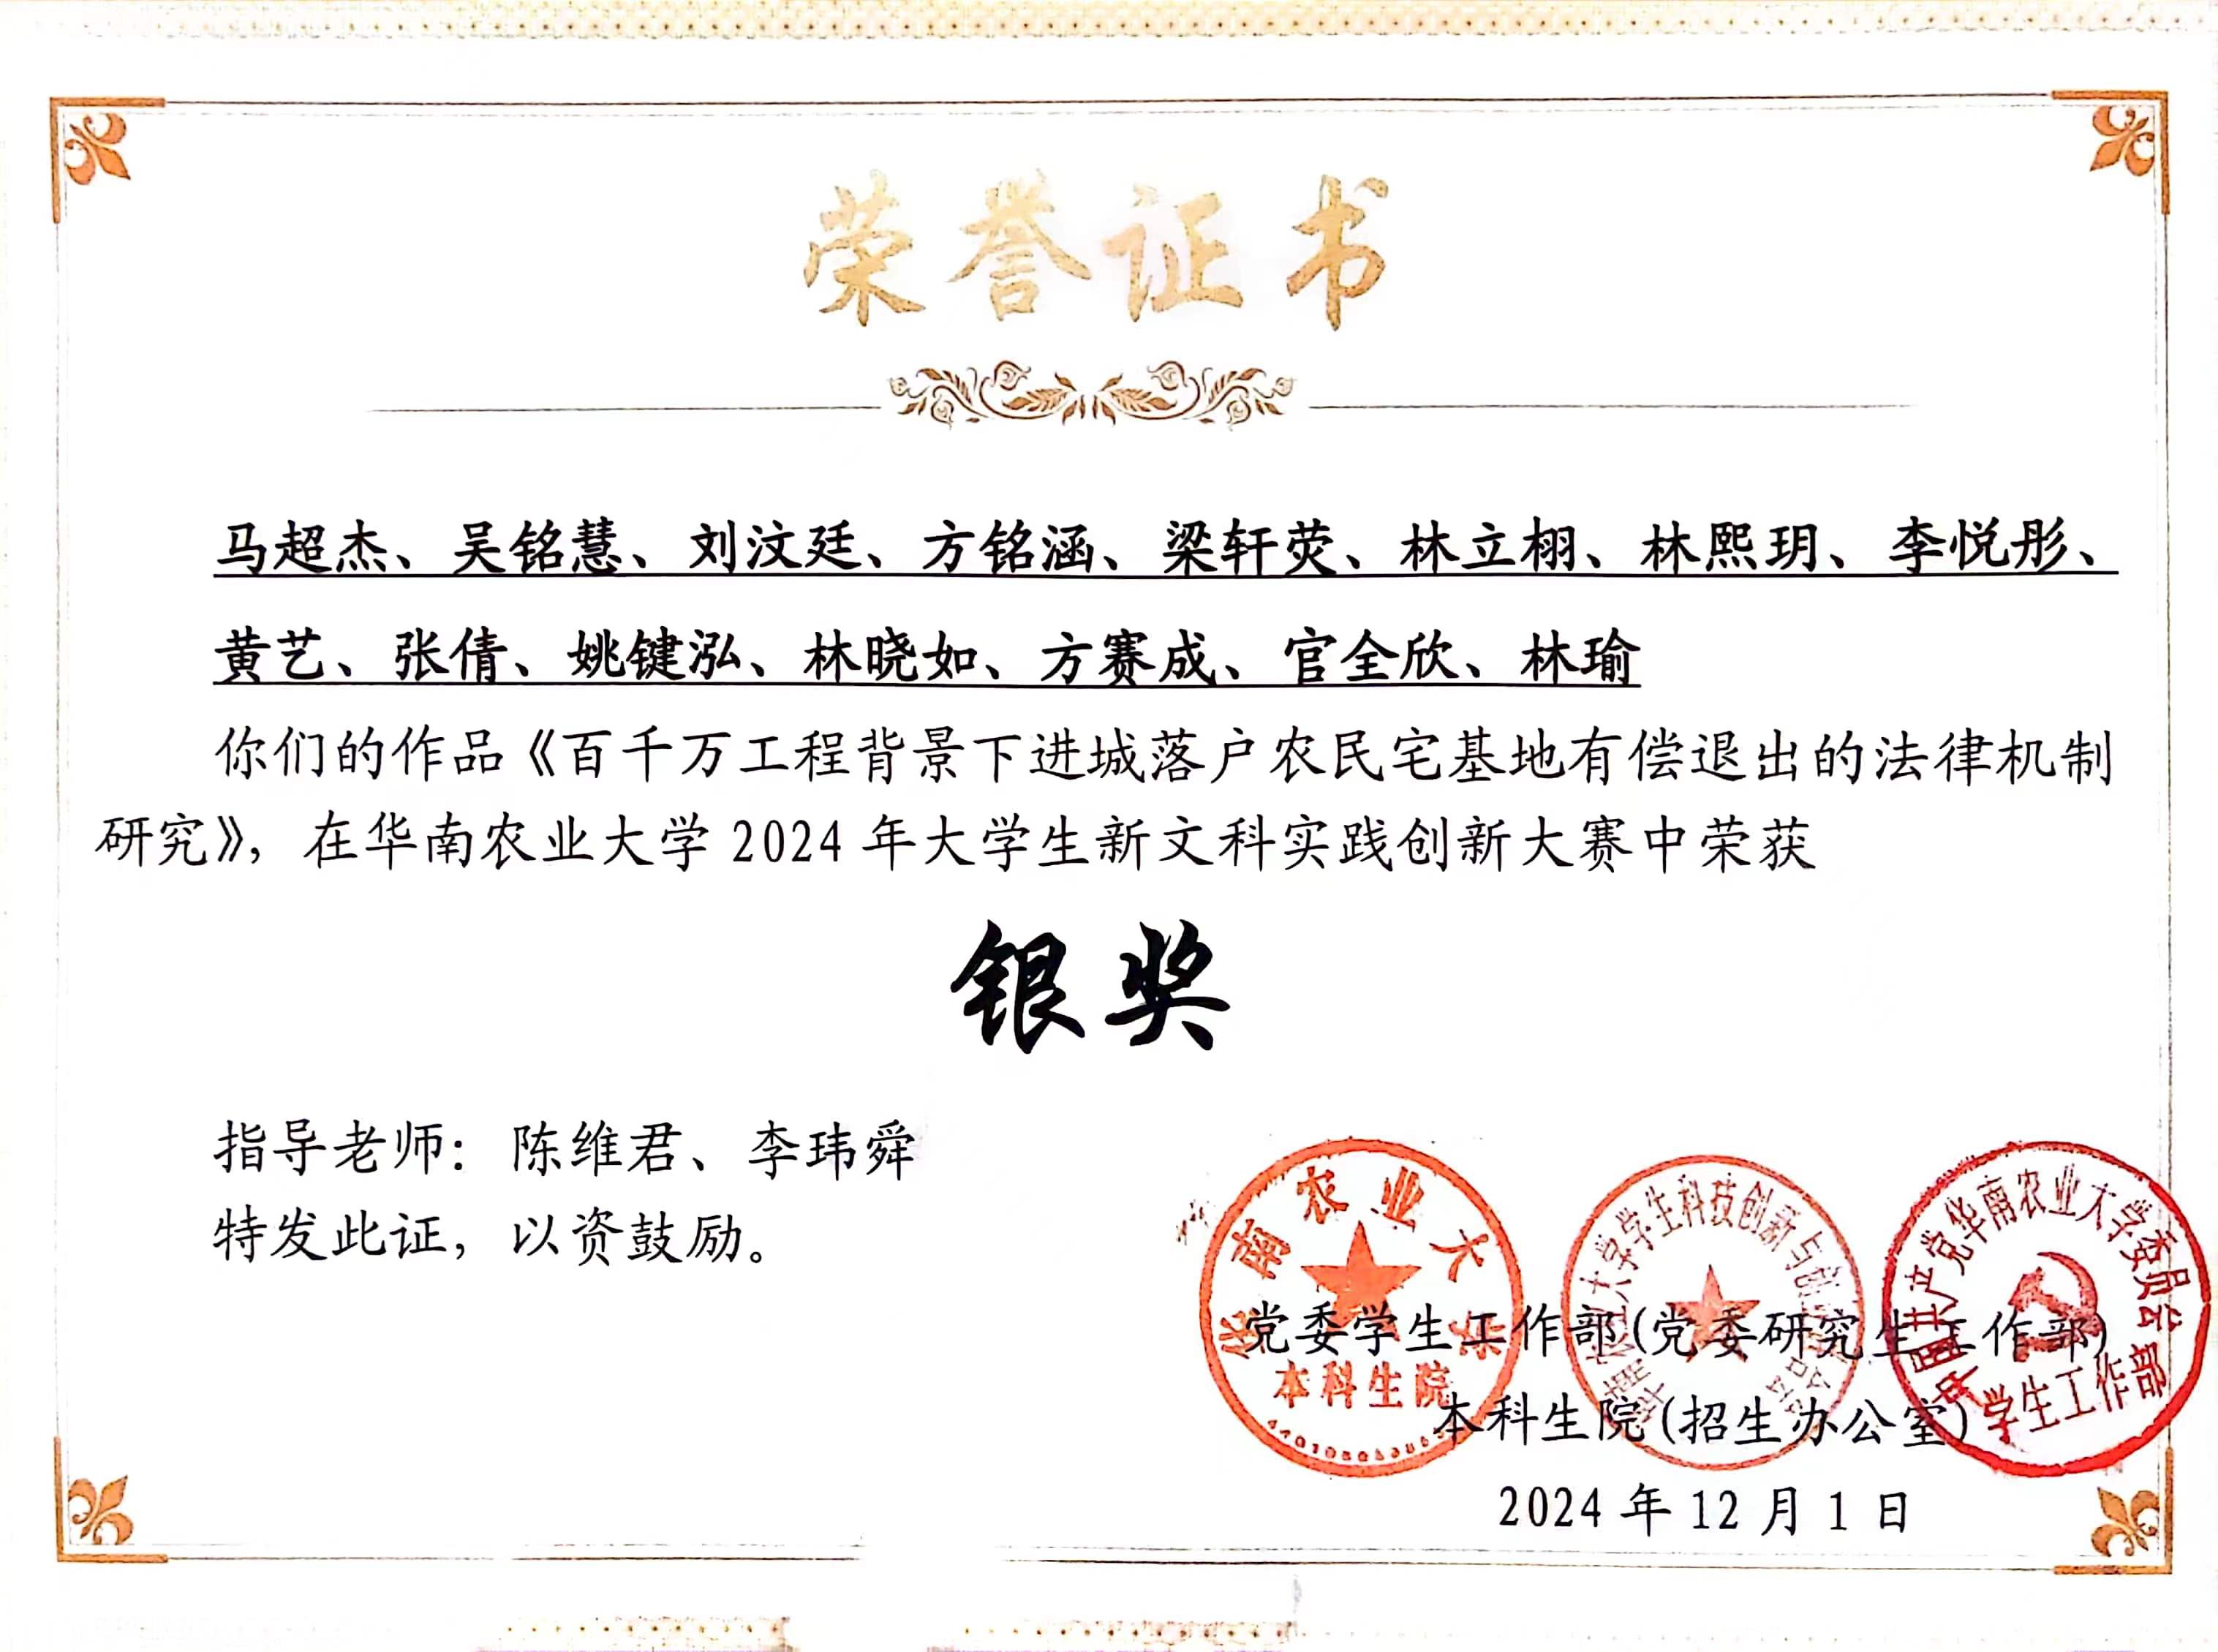 荣誉证书
马超杰、吴铭慧、刘汶廷、方铭涵、梁轩荧、林立栩、林熙玥、李悦彤、
黄艺、张倩、姚键泓、林晓如、方赛成、官全欣、林瑜
你们的作品《百千万工程背景下进城落户农民宅基地有偿退出的法律机制
研究》，在华南农业大学 2024 年大学生新文科实践创新大赛中荣获
银奖
指导老师：陈维君、李玮舜
特发此证，以资鼓励。
华南农业大学
本科生院
大学学生科技创新与
中国共产党华南农业大学委员会
学生工作部
党委学生工作部(党委研究生工作部)
本科生院(招生办公室)
2024 年 12 月 1 日